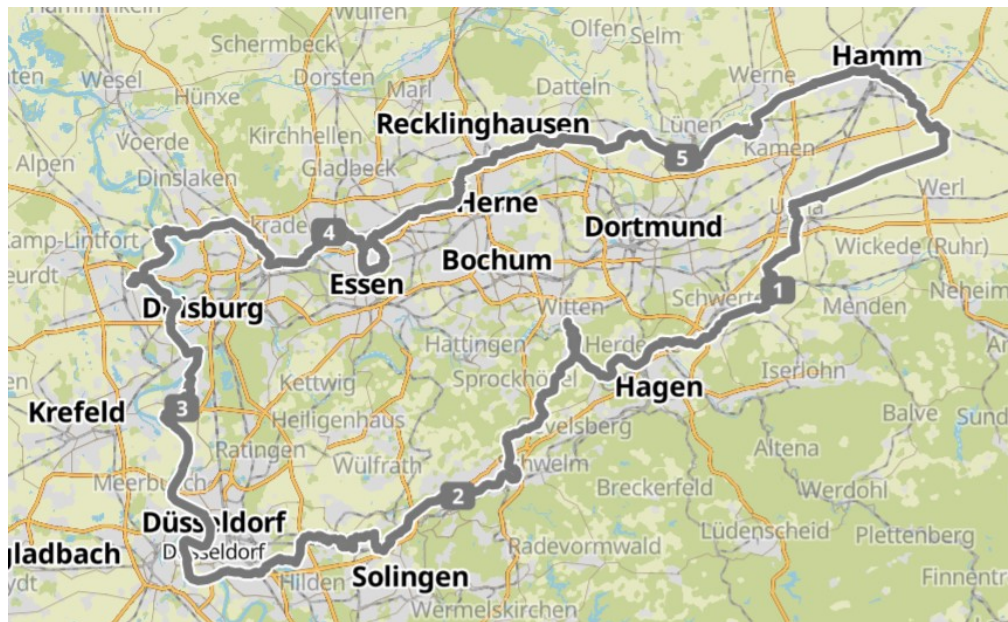 Wulfen
Olfen
Selm
Schermbeck
Hamm
Wesel
Dorsten
Werne
Marl
Datteln
Hünxe
Recklinghausen
Lünen
Voerde
Kirchhellen
5
Kamen
Alpen
Gladbeck
Dinslaken
Werl
Herne
4
Dortmund
Kamp-Lintfort
Wickede (Ruhr)
Bochum
Essen
1
Schwerte
Duisburg
Witten
Menden
Hattingen
Herde
Iserlohn
Kettwig
Sprockhövel
Hagen
3
Krefeld
Heiligenhaus
Balve
Ratingen
Altena
Wülfrath
Schwelm
Meerbusch
2
Breckerfeld
Werdohl
Düsseldorf
Lüdenscheid
Plettenberg
Düsseldorf
gladbach
Radevormwald
Hilden
Solingen
Finnentro
Wermelskirchen